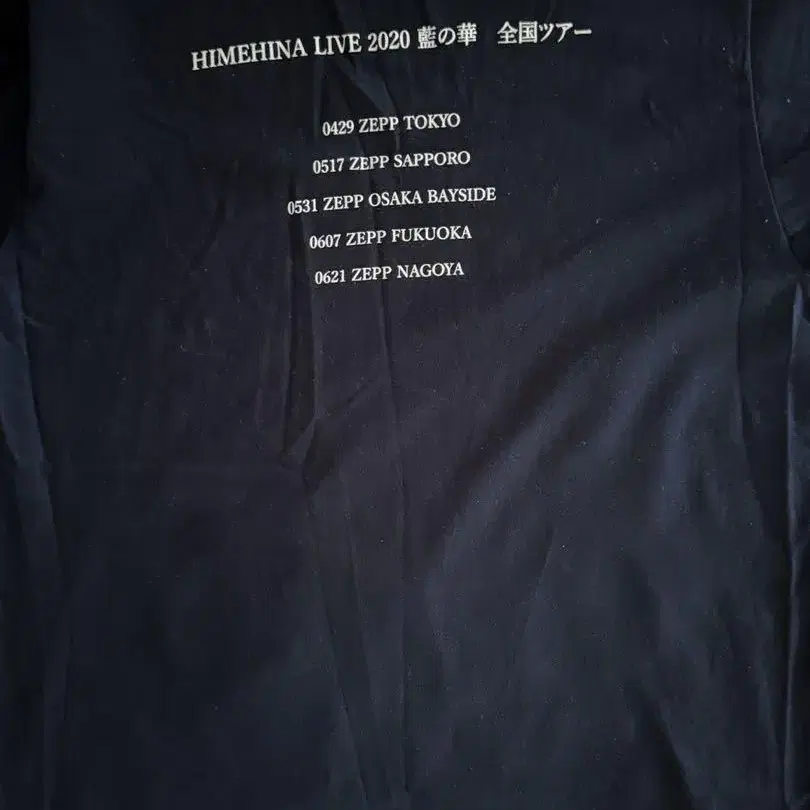 HIMEHINA LIVE 2020 藍の華　全国ツアー
0429 ZEPP TOKYO
0517 ZEPP SAPPORO
0531 ZEPP OSAKA BAYSIDE
0607 ZEPP FUKUOKA
0621 ZEPP NAGOYA